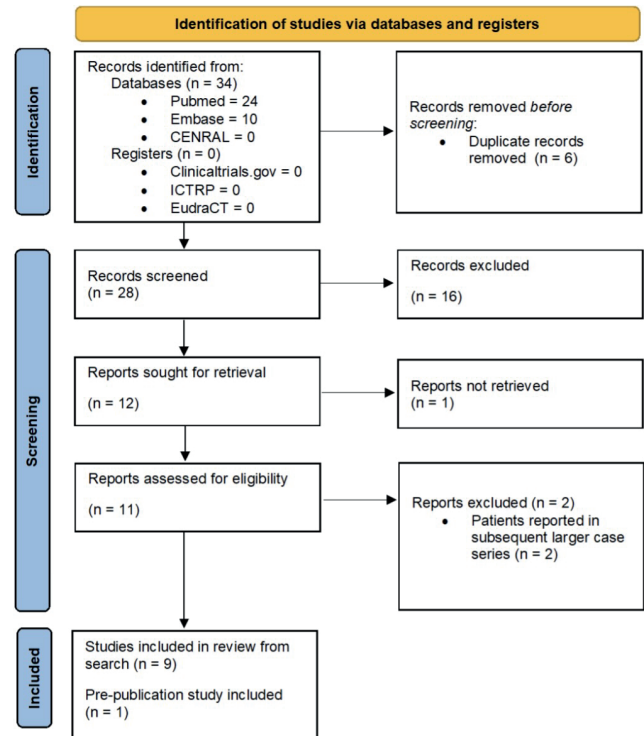 Identification of studies via databases and registers
Identification
Records identified from:
Databases (n = 34)
• Pubmed = 24
• Embase = 10
• CENRAL = 0
Registers (n = 0)
• Clinicaltrials.gov = 0
• ICTRP = 0
• EudraCT = 0
Records removed before
screening:
• Duplicate records
removed (n = 6)
Screening
Records screened
(n = 28)
Records excluded
(n = 16)
Reports sought for retrieval
(n = 12)
Reports not retrieved
(n = 1)
Reports assessed for eligibility
(n = 11)
Reports excluded (n = 2)
• Patients reported in
subsequent larger case
series (n = 2)
Included
Studies included in review from
search (n = 9)
Pre-publication study included
(n = 1)